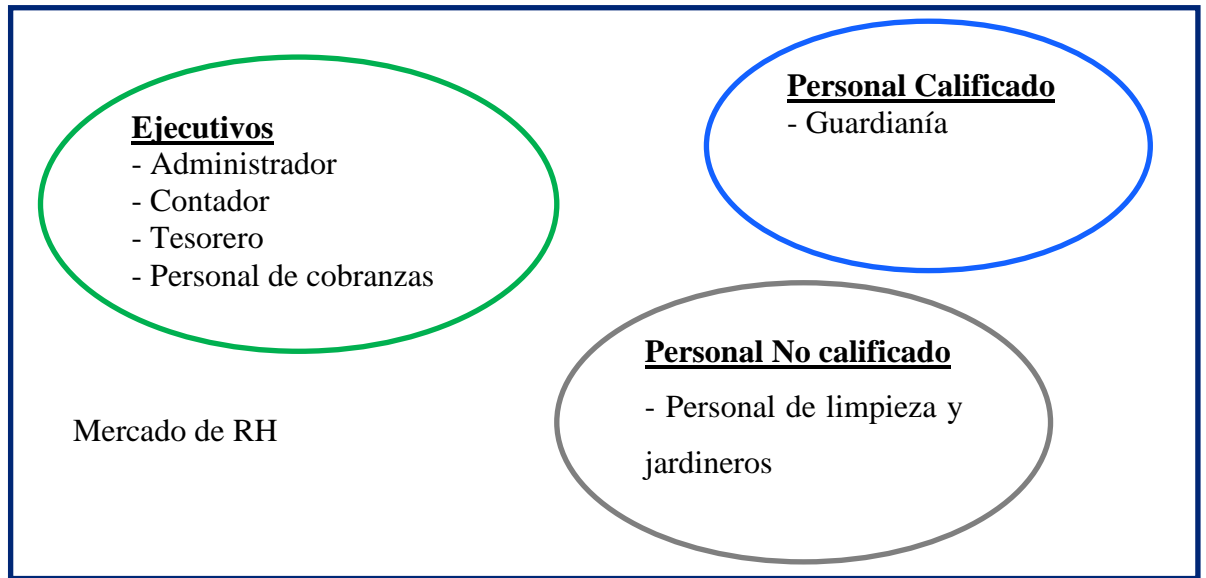 Ejecutivos
- Administrador
- Contador
- Tesorero
- Personal de cobranzas
Personal Calificado
- Guardianía
Personal No calificado
- Personal de limpieza y
jardineros
Mercado de RH